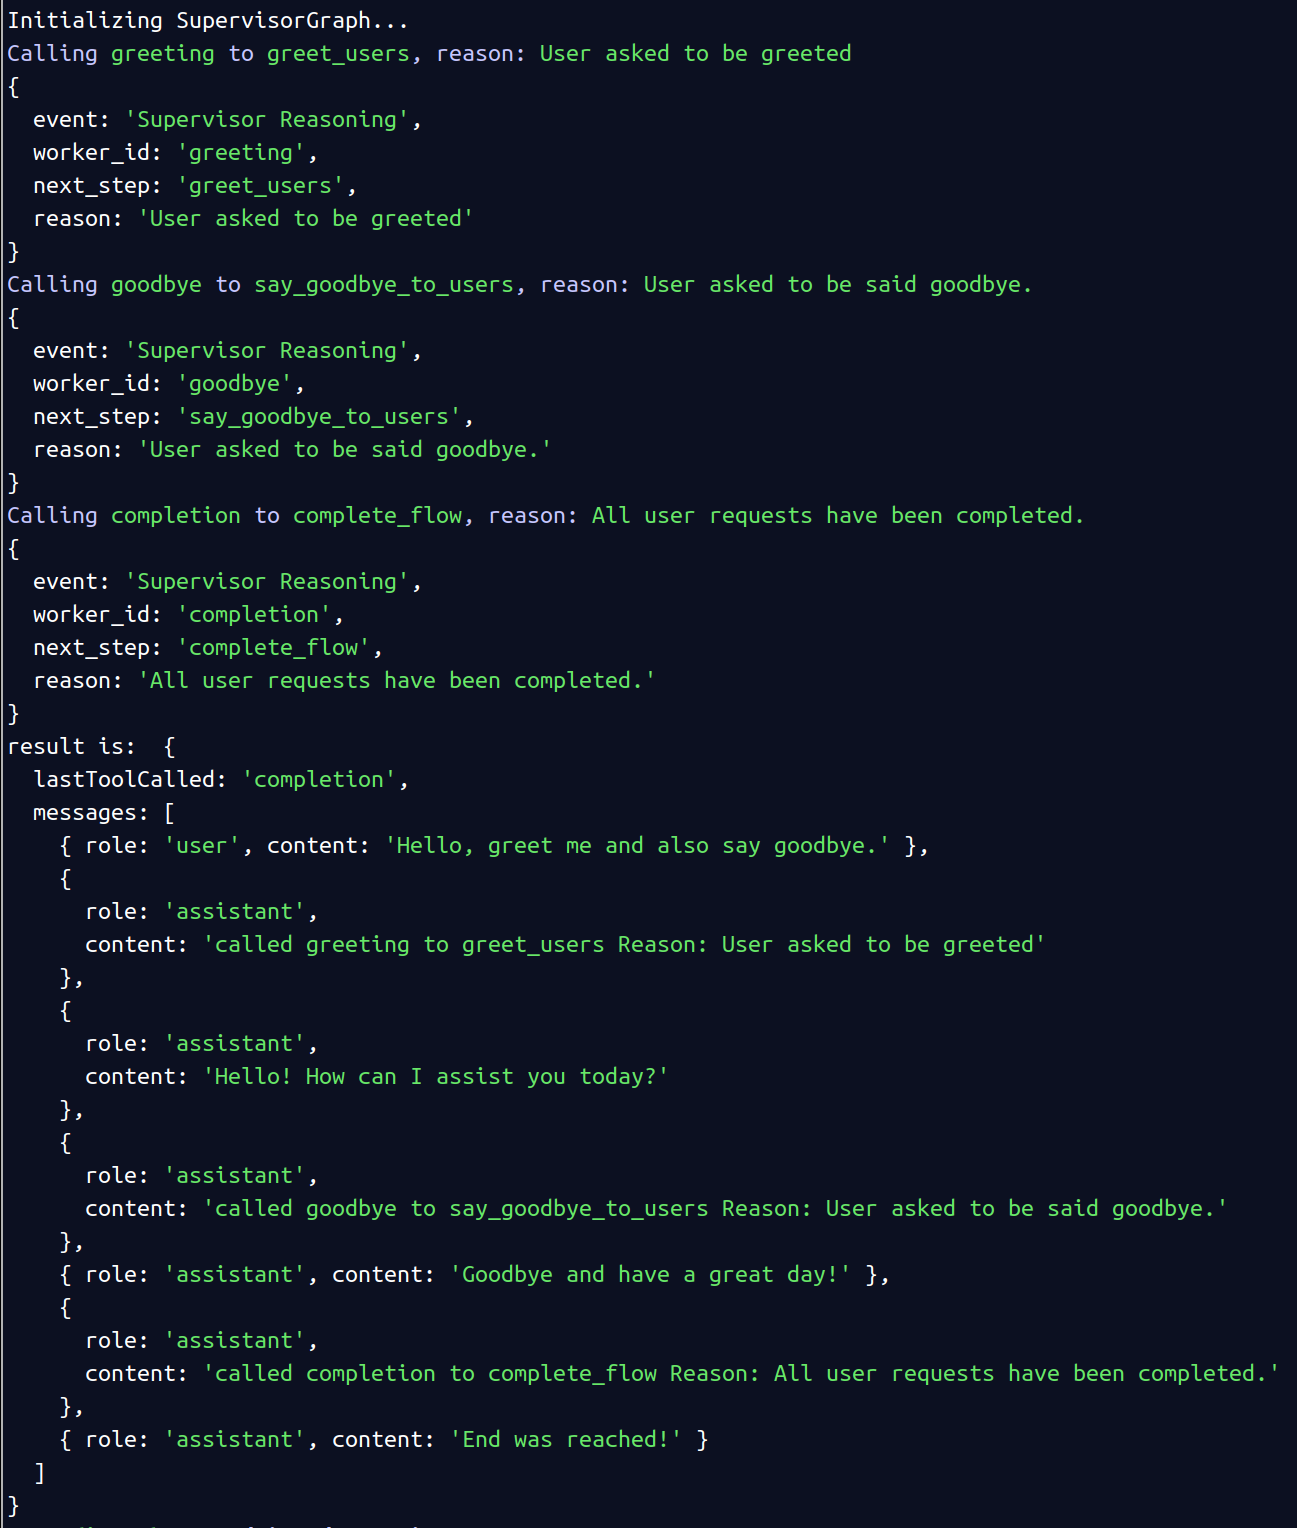 Initializing SupervisorGraph...
Calling greeting to greet_users, reason: User asked to be greeted
{
  event: 'Supervisor Reasoning',
  worker_id: 'greeting',
  next_step: 'greet_users',
  reason: 'User asked to be greeted'
}
Calling goodbye to say_goodbye_to_users, reason: User asked to be said goodbye.
{
  event: 'Supervisor Reasoning',
  worker_id: 'goodbye',
  next_step: 'say_goodbye_to_users',
  reason: 'User asked to be said goodbye.'
}
Calling completion to complete_flow, reason: All user requests have been completed.
{
  event: 'Supervisor Reasoning',
  worker_id: 'completion',
  next_step: 'complete_flow',
  reason: 'All user requests have been completed.'
}
result is:  {
  lastToolCalled: 'completion',
  messages: [
    { role: 'user', content: 'Hello, greet me and also say goodbye.' },
    {
      role: 'assistant',
      content: 'called greeting to greet_users Reason: User asked to be greeted'
    },
    {
      role: 'assistant',
      content: 'Hello! How can I assist you today?'
    },
    {
      role: 'assistant',
      content: 'called goodbye to say_goodbye_to_users Reason: User asked to be said goodbye.'
    },
    { role: 'assistant', content: 'Goodbye and have a great day!' },
    {
      role: 'assistant',
      content: 'called completion to complete_flow Reason: All user requests have been completed.'
    },
    { role: 'assistant', content: 'End was reached!' }
  ]
}